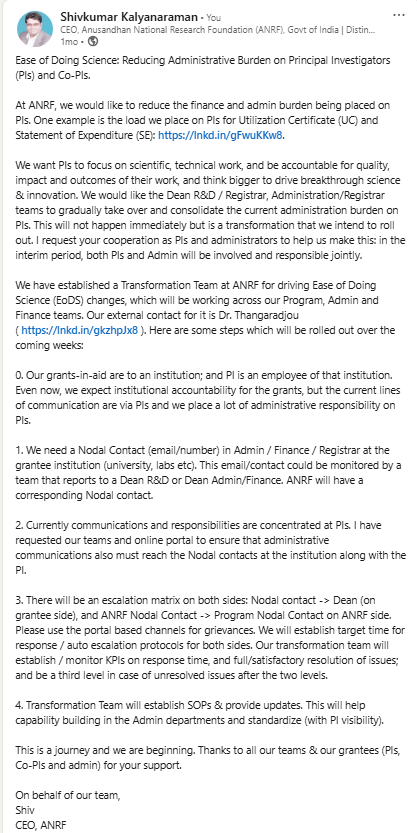 Shivkumar Kalyanaraman • You
CEO, Anusandhan National Research Foundation (ANRF), Govt of India | Distin...
1mo •
Ease of Doing Science: Reducing Administrative Burden on Principal Investigators
(PIs) and Co-PIs.
At ANRF, we would like to reduce the finance and admin burden being placed on
PIs. One example is the load we place on PIs for Utilization Certificate (UC) and
Statement of Expenditure (SE): https://lnkd.in/gFwuKKw8.
We want PIs to focus on scientific, technical work, and be accountable for quality,
impact and outcomes of their work, and think bigger to drive breakthrough science
& innovation. We would like the Dean R&D / Registrar, Administration/Registrar
teams to gradually take over and consolidate the current administration burden on
PIs. This will not happen immediately but is a transformation that we intend to roll
out. I request your cooperation as PIs and administrators to help us make this: in the
interim period, both PIs and Admin will be involved and responsible jointly.
We have established a Transformation Team at ANRF for driving Ease of Doing
Science (EoDS) changes, which will be working across our Program, Admin and
Finance teams. Our external contact for it is Dr. Thangaradjou
( https://lnkd.in/gkzhpJx8 ). Here are some steps which will be rolled out over the
coming weeks:
0. Our grants-in-aid are to an institution; and PI is an employee of that institution.
Even now, we expect institutional accountability for the grants, but the current lines
of communication are via PIs and we place a lot of administrative responsibility on
PIs.
1. We need a Nodal Contact (email/number) in Admin / Finance / Registrar at the
grantee institution (university, labs etc). This email/contact could be monitored by a
team that reports to a Dean R&D or Dean Admin/Finance. ANRF will have a
corresponding Nodal contact.
2. Currently communications and responsibilities are concentrated at PIs. I have
requested our teams and online portal to ensure that administrative
communications also must reach the Nodal contacts at the institution along with the
PI.
3. There will be an escalation matrix on both sides: Nodal contact -> Dean (on
grantee side), and ANRF Nodal Contact -> Program Nodal Contact on ANRF side.
Please use the portal based channels for grievances. We will establish target time for
response / auto escalation protocols for both sides. Our transformation team will
establish / monitor KPIs on response time, and full/satisfactory resolution of issues;
and be a third level in case of unresolved issues after the two levels.
4. Transformation Team will establish SOPs & provide updates. This will help
capability building in the Admin departments and standardize (with PI visibility).
This is a journey and we are beginning. Thanks to all our teams & our grantees (PIs,
Co-PIs and admin) for your support.
On behalf of our team,
Shiv
CEO, ANRF